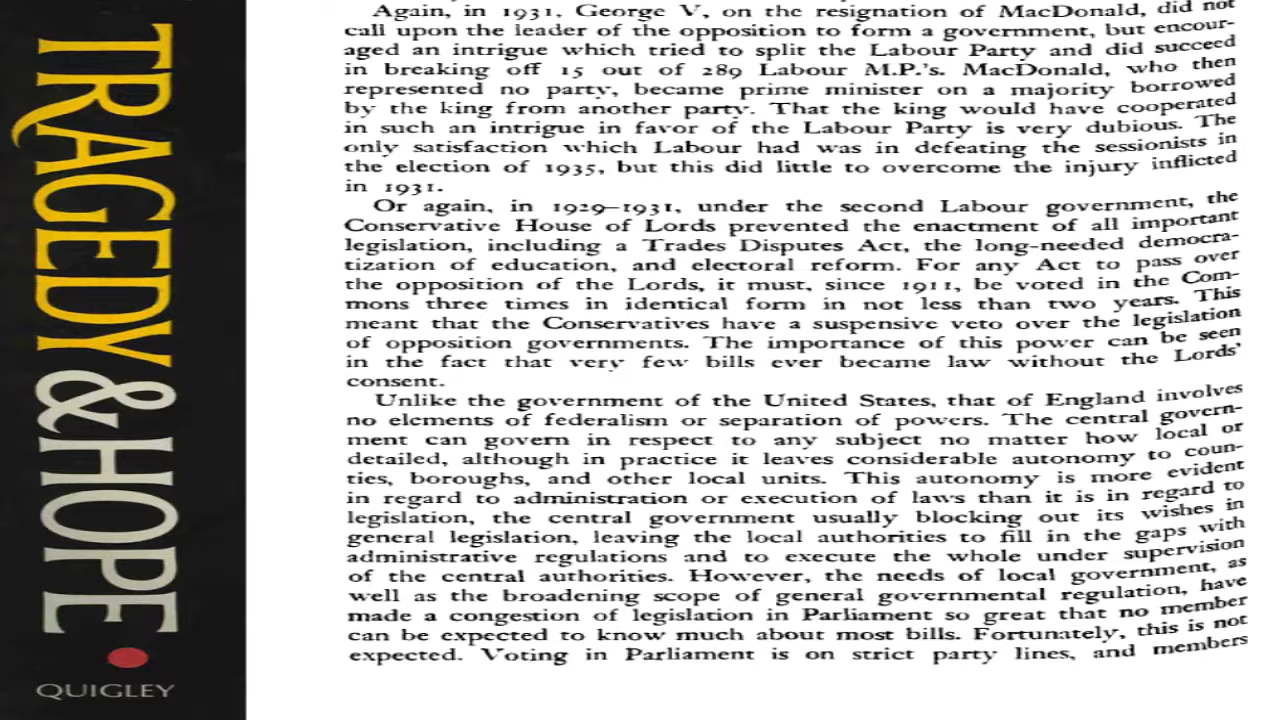 TRAGEDY & HOPE
QUIGLEY
Again, in 1931, George V, on the resignation of MacDonald, did not
call upon the leader of the opposition to form a government, but encour-
aged an intrigue which tried to split the Labour Party and did succeed
in breaking off 15 out of 289 Labour M.P.'s. MacDonald, who then
represented no party, became prime minister on a majority borrowed
by the king from another party. That the king would have cooperated
in such an intrigue in favor of the Labour Party is very dubious. The
only satisfaction which Labour had was in defeating the sessionists in
the election of 1935, but this did little to overcome the injury inflicted
in 1931.
Or again, in 1929–1931, under the second Labour government, the
Conservative House of Lords prevented the enactment of all important
legislation, including a Trades Disputes Act, the long-needed democra-
tization of education, and electoral reform. For any Act to pass over
the opposition of the Lords, it must, since 1911, be voted in the Com-
mons three times in identical form in not less than two years. This
meant that the Conservatives have a suspensive veto over the legislation
of opposition governments. The importance of this power can be seen
in the fact that very few bills ever became law without the Lords'
consent.
Unlike the government of the United States, that of England involves
no elements of federalism or separation of powers. The central govern-
ment can govern in respect to any subject no matter how local or
detailed, although in practice it leaves considerable autonomy to coun-
ties, boroughs, and other local units. This autonomy is more evident
in regard to administration or execution of laws than it is in regard to
legislation, the central government usually blocking out its wishes in
general legislation, leaving the local authorities to fill in the gaps with
administrative regulations and to execute the whole under supervision
of the central authorities. However, the needs of local government, as
well as the broadening scope of general governmental regulation, have
made a congestion of legislation in Parliament so great that no member
can be expected to know much about most bills. Fortunately, this is not
expected. Voting in Parliament is on strict party lines, and members